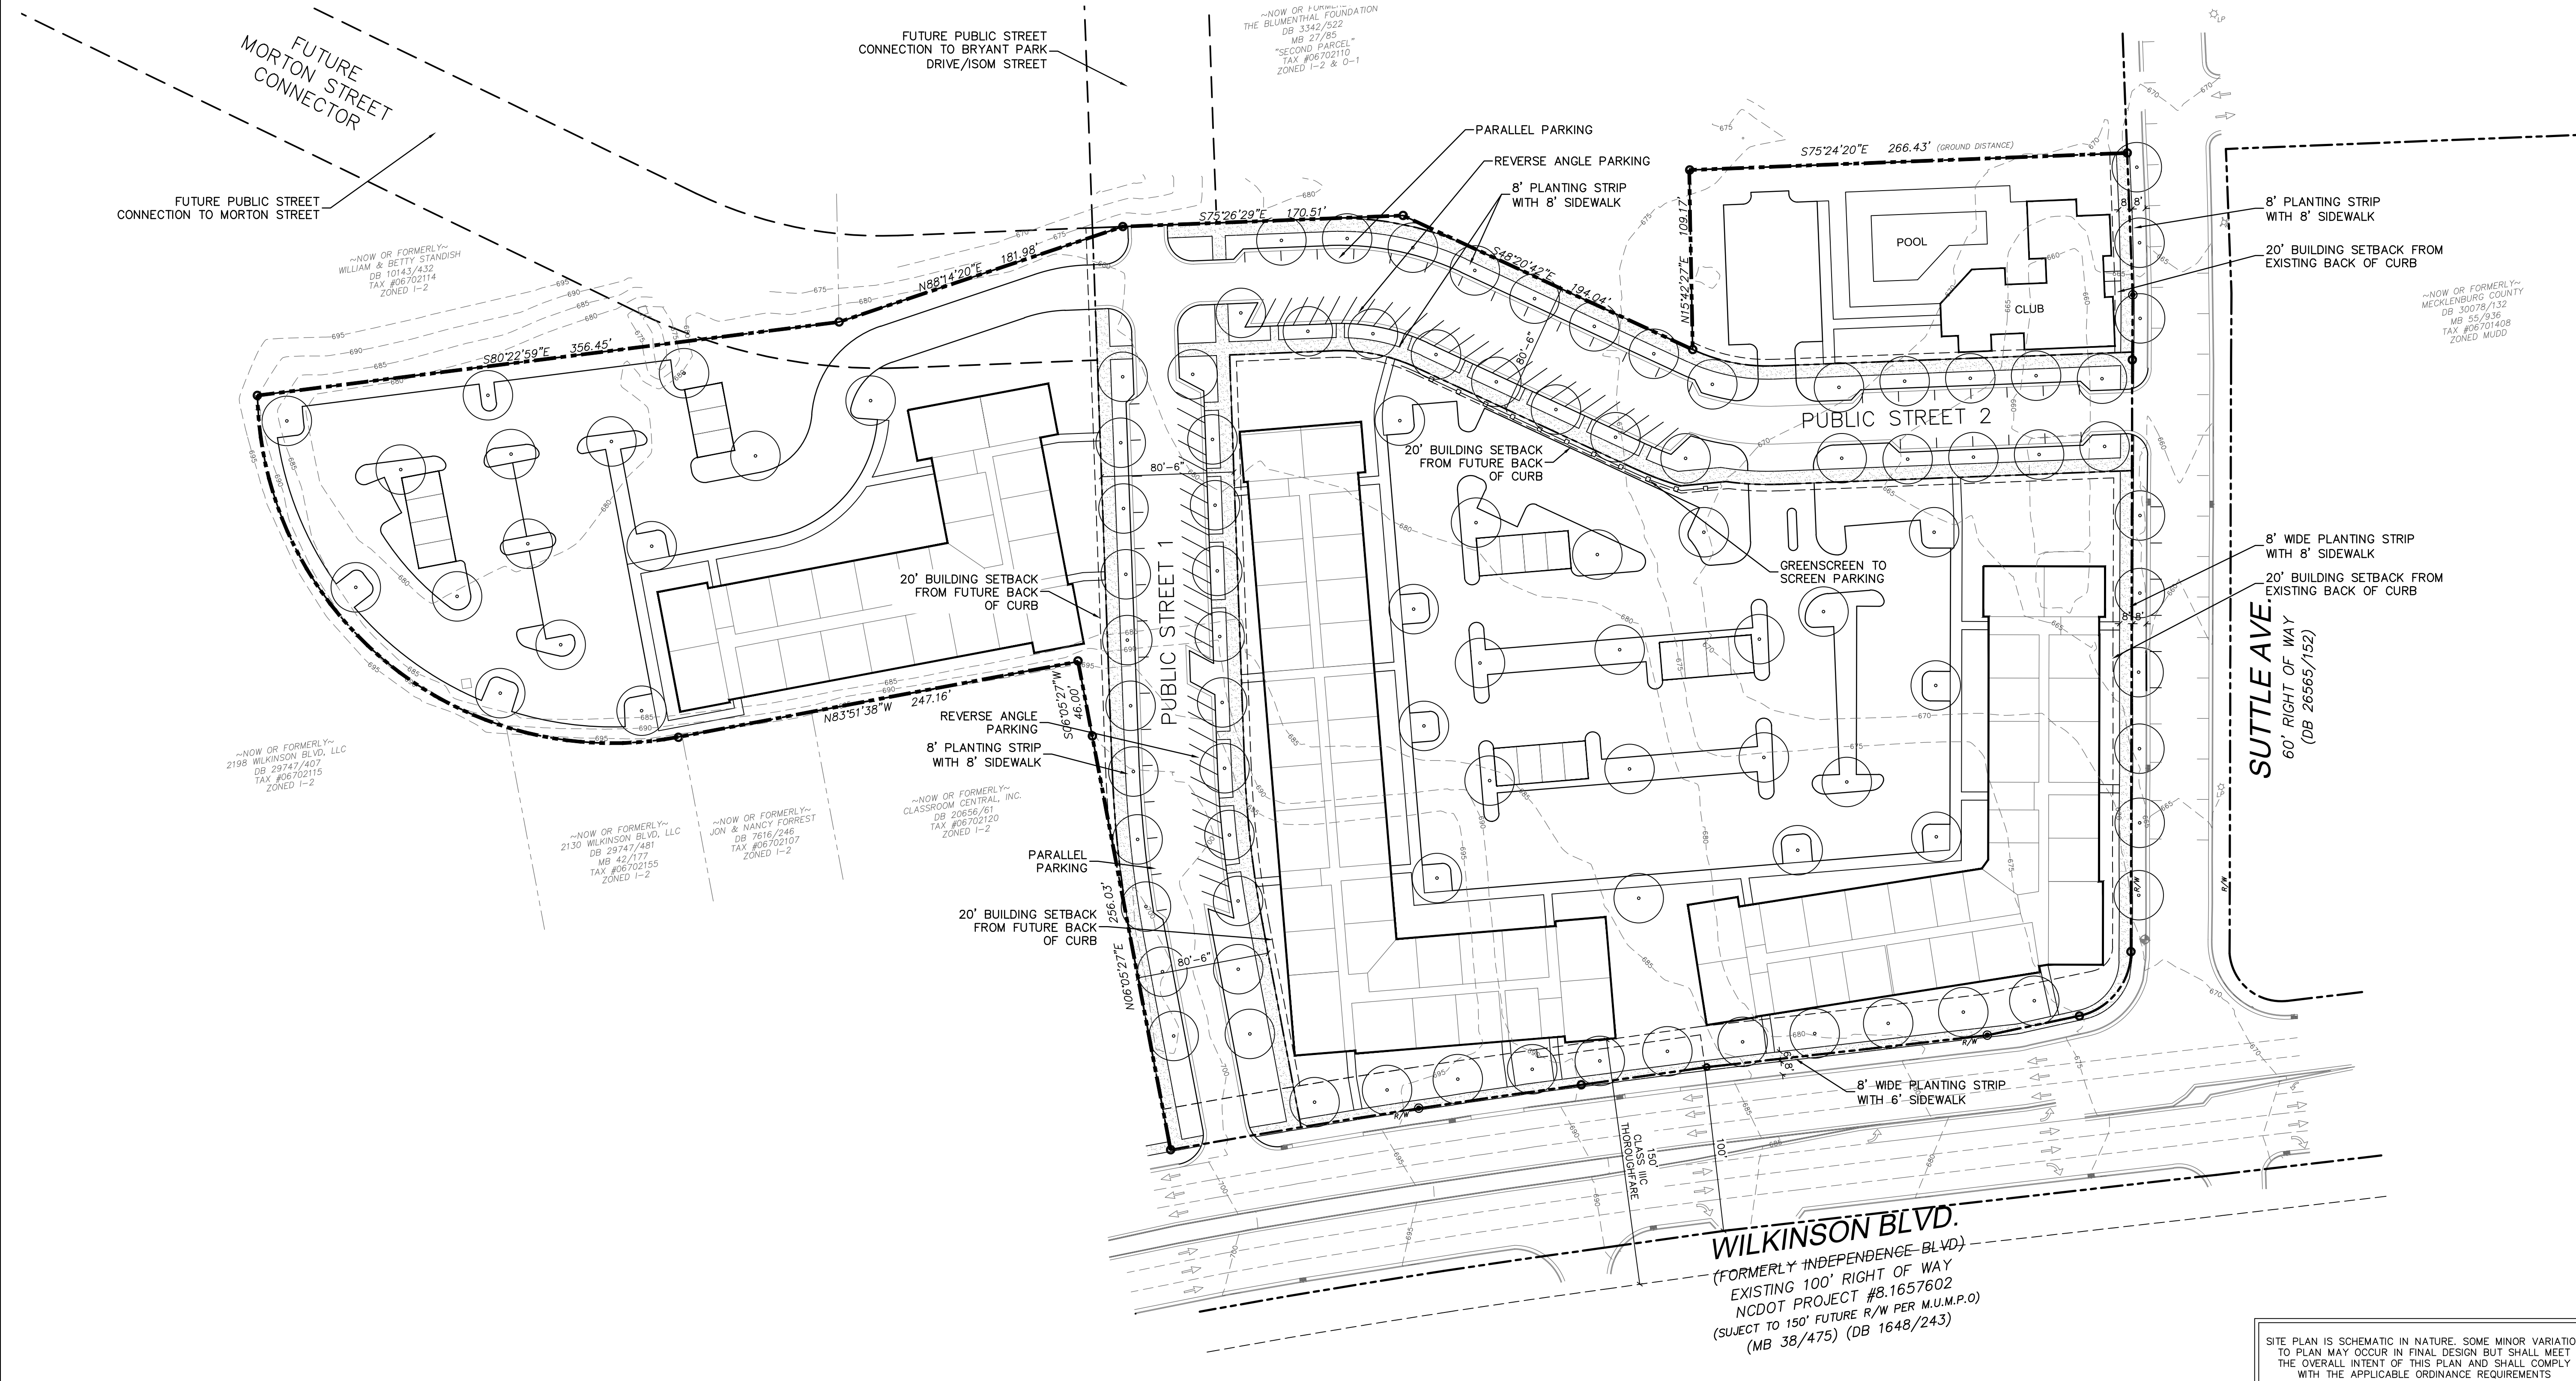 FUTURE
MORTON STREET
CONNECTOR
FUTURE PUBLIC STREET
CONNECTION TO MORTON STREET
FUTURE PUBLIC STREET
CONNECTION TO BRYANT PARK
DRIVE/ISOM STREET
~NOW OR FORMERLY~
THE BLUMENTHAL FOUNDATION
DB 3342/522
MB 27/85
"SECOND PARCEL"
TAX #06702110
ZONED I-2 & O-1
PARALLEL PARKING
REVERSE ANGLE PARKING
8' PLANTING STRIP
WITH 8' SIDEWALK
S75°24'20"E 266.43' (GROUND DISTANCE)
N15°42'27"E 109.17'
S75°26'29"E 170.51'
S48°20'42"E 194.04'
N88°14'20"E 181.98'
S80°22'59"E 356.45'
~NOW OR FORMERLY~
WILLIAM & BETTY STANDISH
DB 10143/432
TAX #06702114
ZONED I-2
POOL
CLUB
8' 8'
8' PLANTING STRIP
WITH 8' SIDEWALK
20' BUILDING SETBACK FROM
EXISTING BACK OF CURB
~NOW OR FORMERLY~
MECKLENBURG COUNTY
DB 30078/132
MB 55/936
TAX #06701408
ZONED MUDD
PUBLIC STREET 2
80'-6"
80'-6"
20' BUILDING SETBACK
FROM FUTURE BACK
OF CURB
GREENSCREEN TO
SCREEN PARKING
8' WIDE PLANTING STRIP
WITH 8' SIDEWALK
20' BUILDING SETBACK FROM
EXISTING BACK OF CURB
8' 8'
SUTTLE AVE.
60' RIGHT OF WAY
(DB 26565/152)
20' BUILDING SETBACK
FROM FUTURE BACK
OF CURB
PUBLIC STREET 1
N83°51'38"W 247.16'
S06°05'27"W
46.00'
REVERSE ANGLE
PARKING
8' PLANTING STRIP
WITH 8' SIDEWALK
PARALLEL
PARKING
20' BUILDING SETBACK
FROM FUTURE BACK
OF CURB
N06°05'27"E 256.03'
80'-6"
~NOW OR FORMERLY~
2198 WILKINSON BLVD, LLC
DB 29747/407
TAX #06702115
ZONED I-2
~NOW OR FORMERLY~
2130 WILKINSON BLVD, LLC
DB 29747/481
MB 42/177
TAX #06702155
ZONED I-2
~NOW OR FORMERLY~
JON & NANCY FORREST
DB 7616/246
TAX #06702107
ZONED I-2
~NOW OR FORMERLY~
CLASSROOM CENTRAL, INC.
DB 20656/61
TAX #06702120
ZONED I-2
R/W
R/W
R/W
R/W
6' 8'
8' WIDE PLANTING STRIP
WITH 6' SIDEWALK
100'
150'
CLASS IIIC
THOROUGHFARE
WILKINSON BLVD.
(FORMERLY INDEPENDENCE BLVD)
EXISTING 100' RIGHT OF WAY
NCDOT PROJECT #8.1657602
(SUJECT TO 150' FUTURE R/W PER M.U.M.P.O)
(MB 38/475) (DB 1648/243)
SITE PLAN IS SCHEMATIC IN NATURE. SOME MINOR VARIATIO
TO PLAN MAY OCCUR IN FINAL DESIGN BUT SHALL MEET
THE OVERALL INTENT OF THIS PLAN AND SHALL COMPLY
WITH THE APPLICABLE ORDINANCE REQUIREMENTS